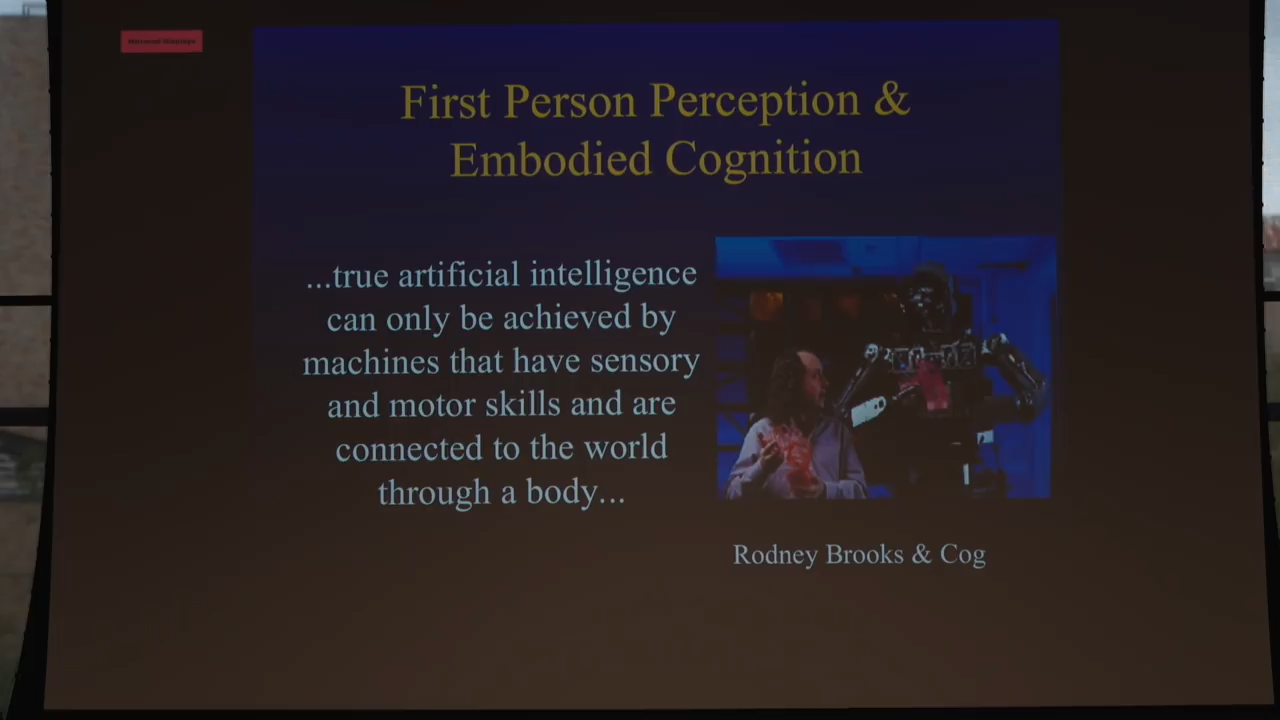 First Person Perception &
Embodied Cognition
...true artificial intelligence
can only be achieved by
machines that have sensory
and motor skills and are
connected to the world
through a body...
Rodney Brooks & Cog